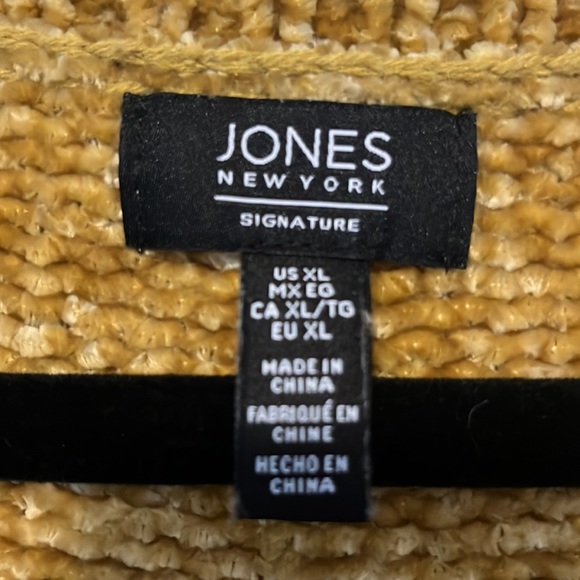 JONES
NEW YORK
SIGNATURE
US XL
MX EG
CA XL/TG
EU XL
MADE IN
CHINA
FABRIQUÉ EN
CHINE
HECHO EN
CHINA